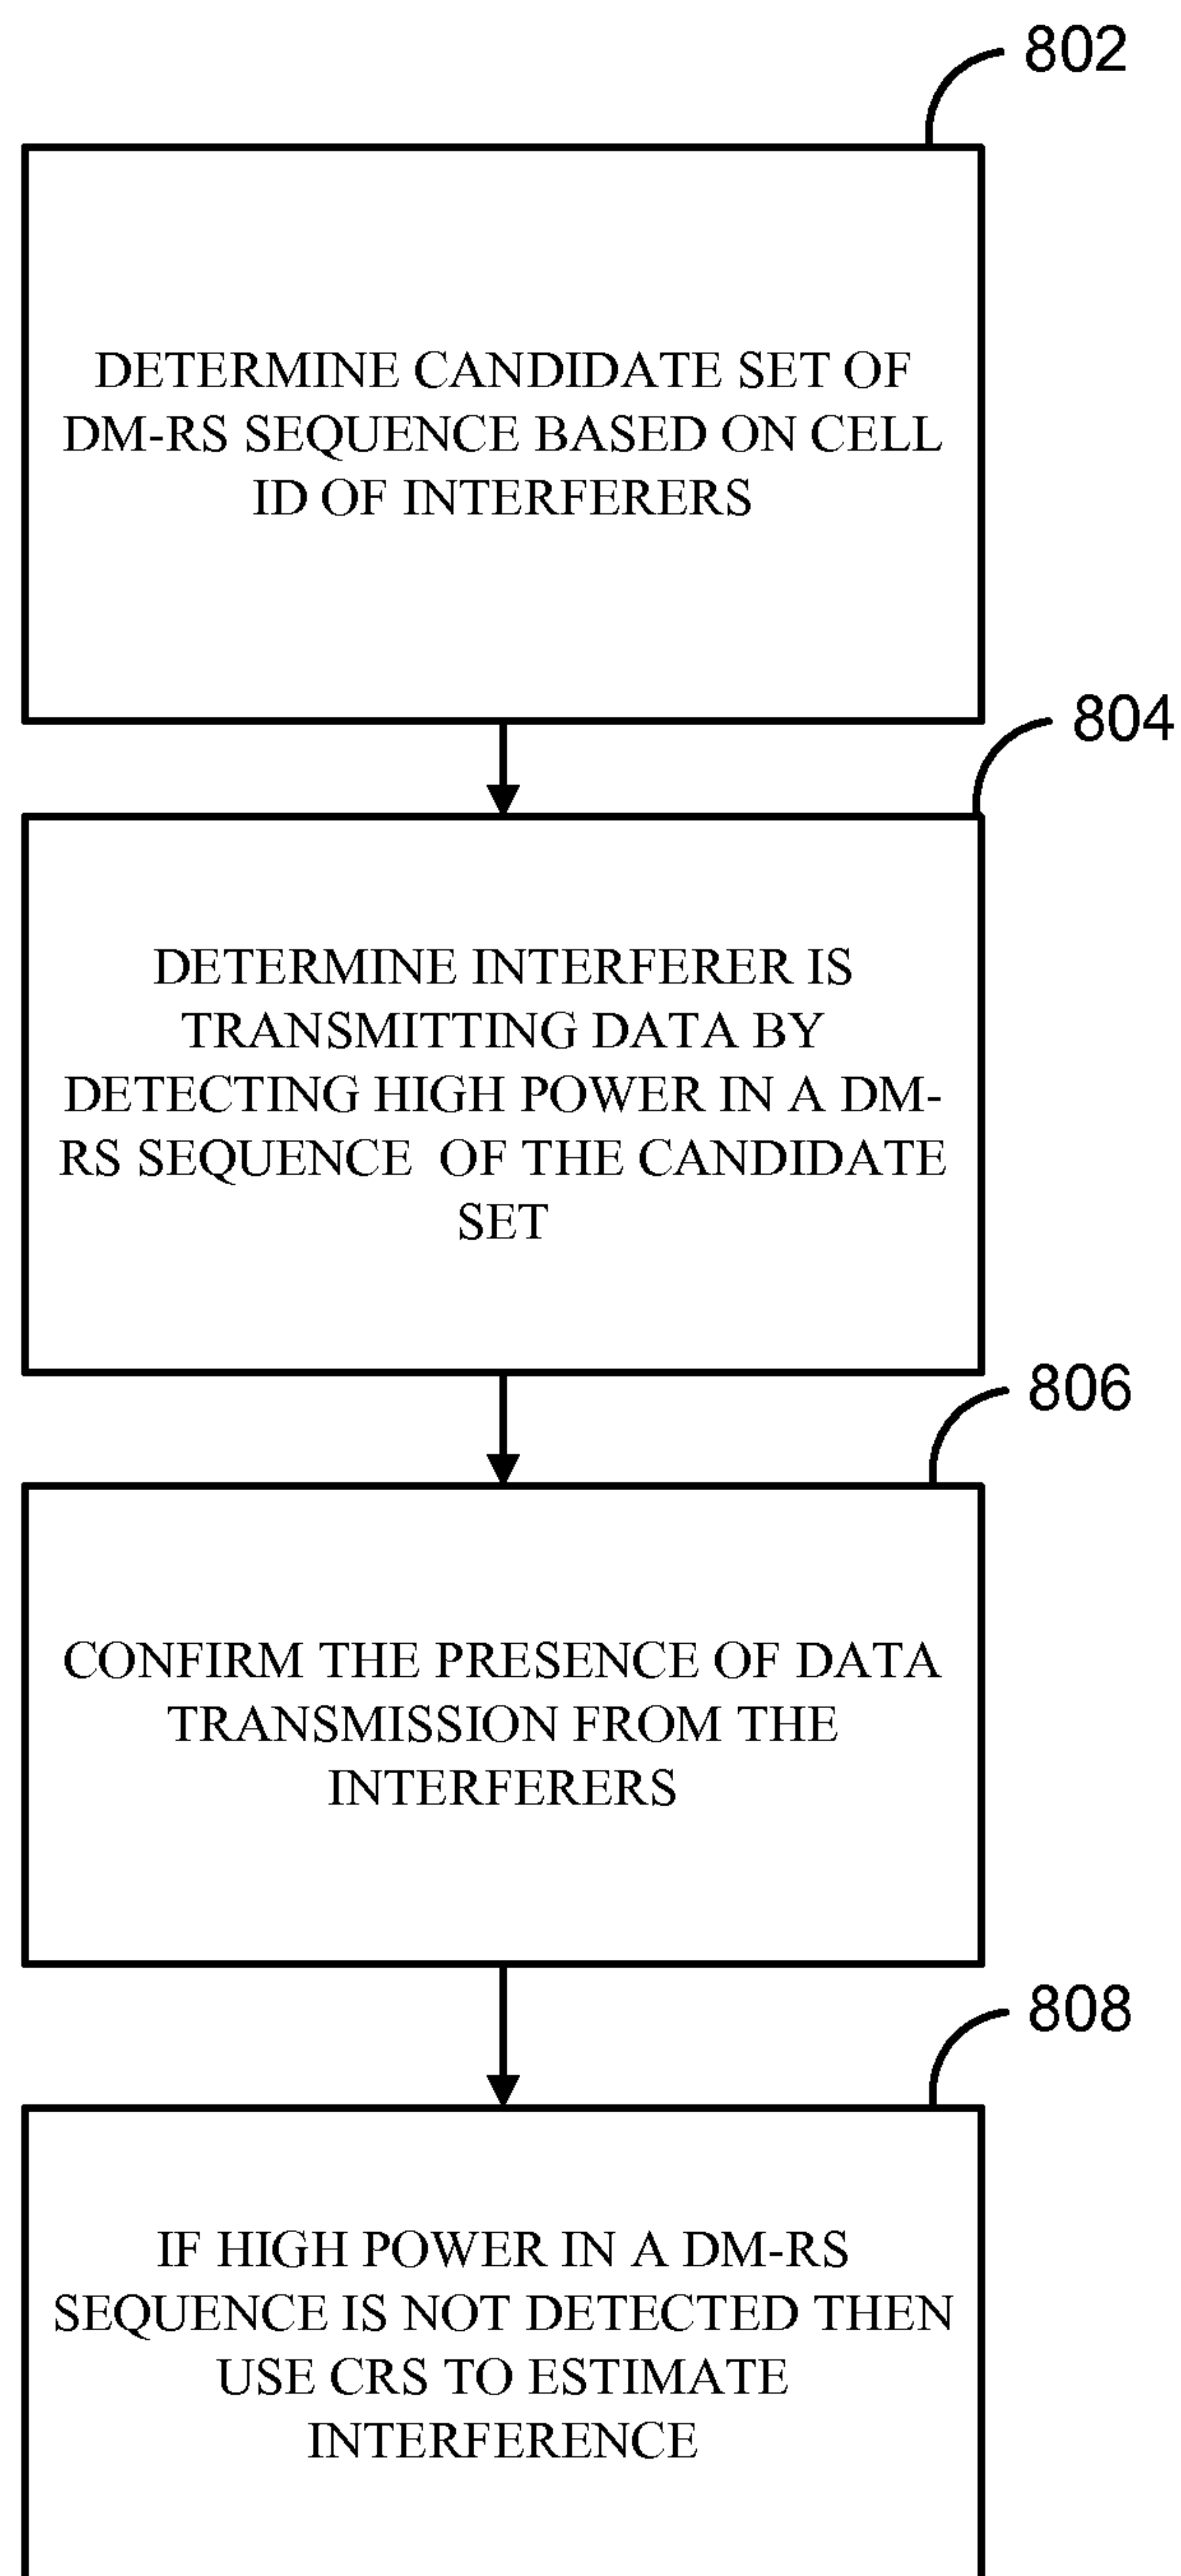 802
DETERMINE CANDIDATE SET OF
DM-RS SEQUENCE BASED ON CELL
ID OF INTERFERERS
804
DETERMINE INTERFERER IS
TRANSMITTING DATA BY
DETECTING HIGH POWER IN A DM-
RS SEQUENCE OF THE CANDIDATE
SET
806
CONFIRM THE PRESENCE OF DATA
TRANSMISSION FROM THE
INTERFERERS
808
IF HIGH POWER IN A DM-RS
SEQUENCE IS NOT DETECTED THEN
USE CRS TO ESTIMATE
INTERFERENCE